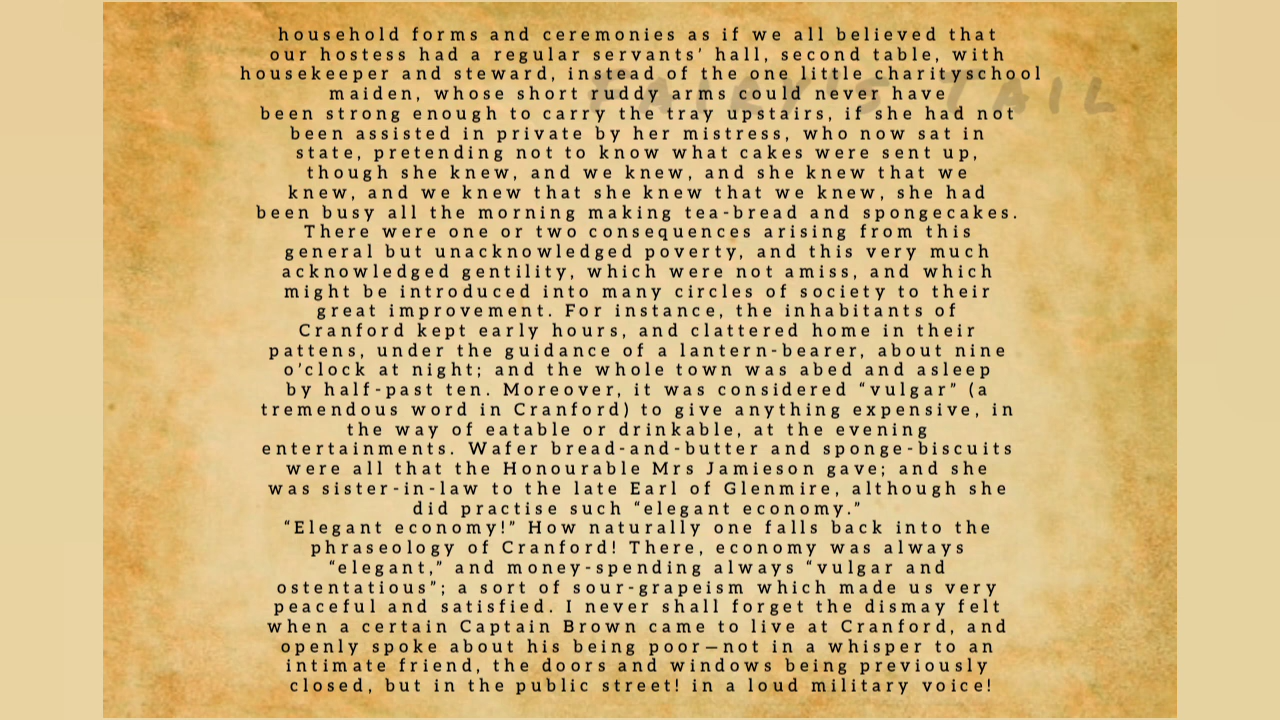 household forms and ceremonies as if we all believed that
our hostess had a regular servants’ hall, second table, with
housekeeper and steward, instead of the one little charityschool
maiden, whose short ruddy arms could never have
been strong enough to carry the tray upstairs, if she had not
been assisted in private by her mistress, who now sat in
state, pretending not to know what cakes were sent up,
though she knew, and we knew, and she knew that we
knew, and we knew that she knew that we knew, she had
been busy all the morning making tea-bread and spongecakes.
There were one or two consequences arising from this
general but unacknowledged poverty, and this very much
acknowledged gentility, which were not amiss, and which
might be introduced into many circles of society to their
great improvement. For instance, the inhabitants of
Cranford kept early hours, and clattered home in their
pattens, under the guidance of a lantern-bearer, about nine
o’clock at night; and the whole town was abed and asleep
by half-past ten. Moreover, it was considered “vulgar” (a
tremendous word in Cranford) to give anything expensive, in
the way of eatable or drinkable, at the evening
entertainments. Wafer bread-and-butter and sponge-biscuits
were all that the Honourable Mrs Jamieson gave; and she
was sister-in-law to the late Earl of Glenmire, although she
did practise such “elegant economy.”
“Elegant economy!” How naturally one falls back into the
phraseology of Cranford! There, economy was always
“elegant,” and money-spending always “vulgar and
ostentatious”; a sort of sour-grapeism which made us very
peaceful and satisfied. I never shall forget the dismay felt
when a certain Captain Brown came to live at Cranford, and
openly spoke about his being poor—not in a whisper to an
intimate friend, the doors and windows being previously
closed, but in the public street! in a loud military voice!
TAIL